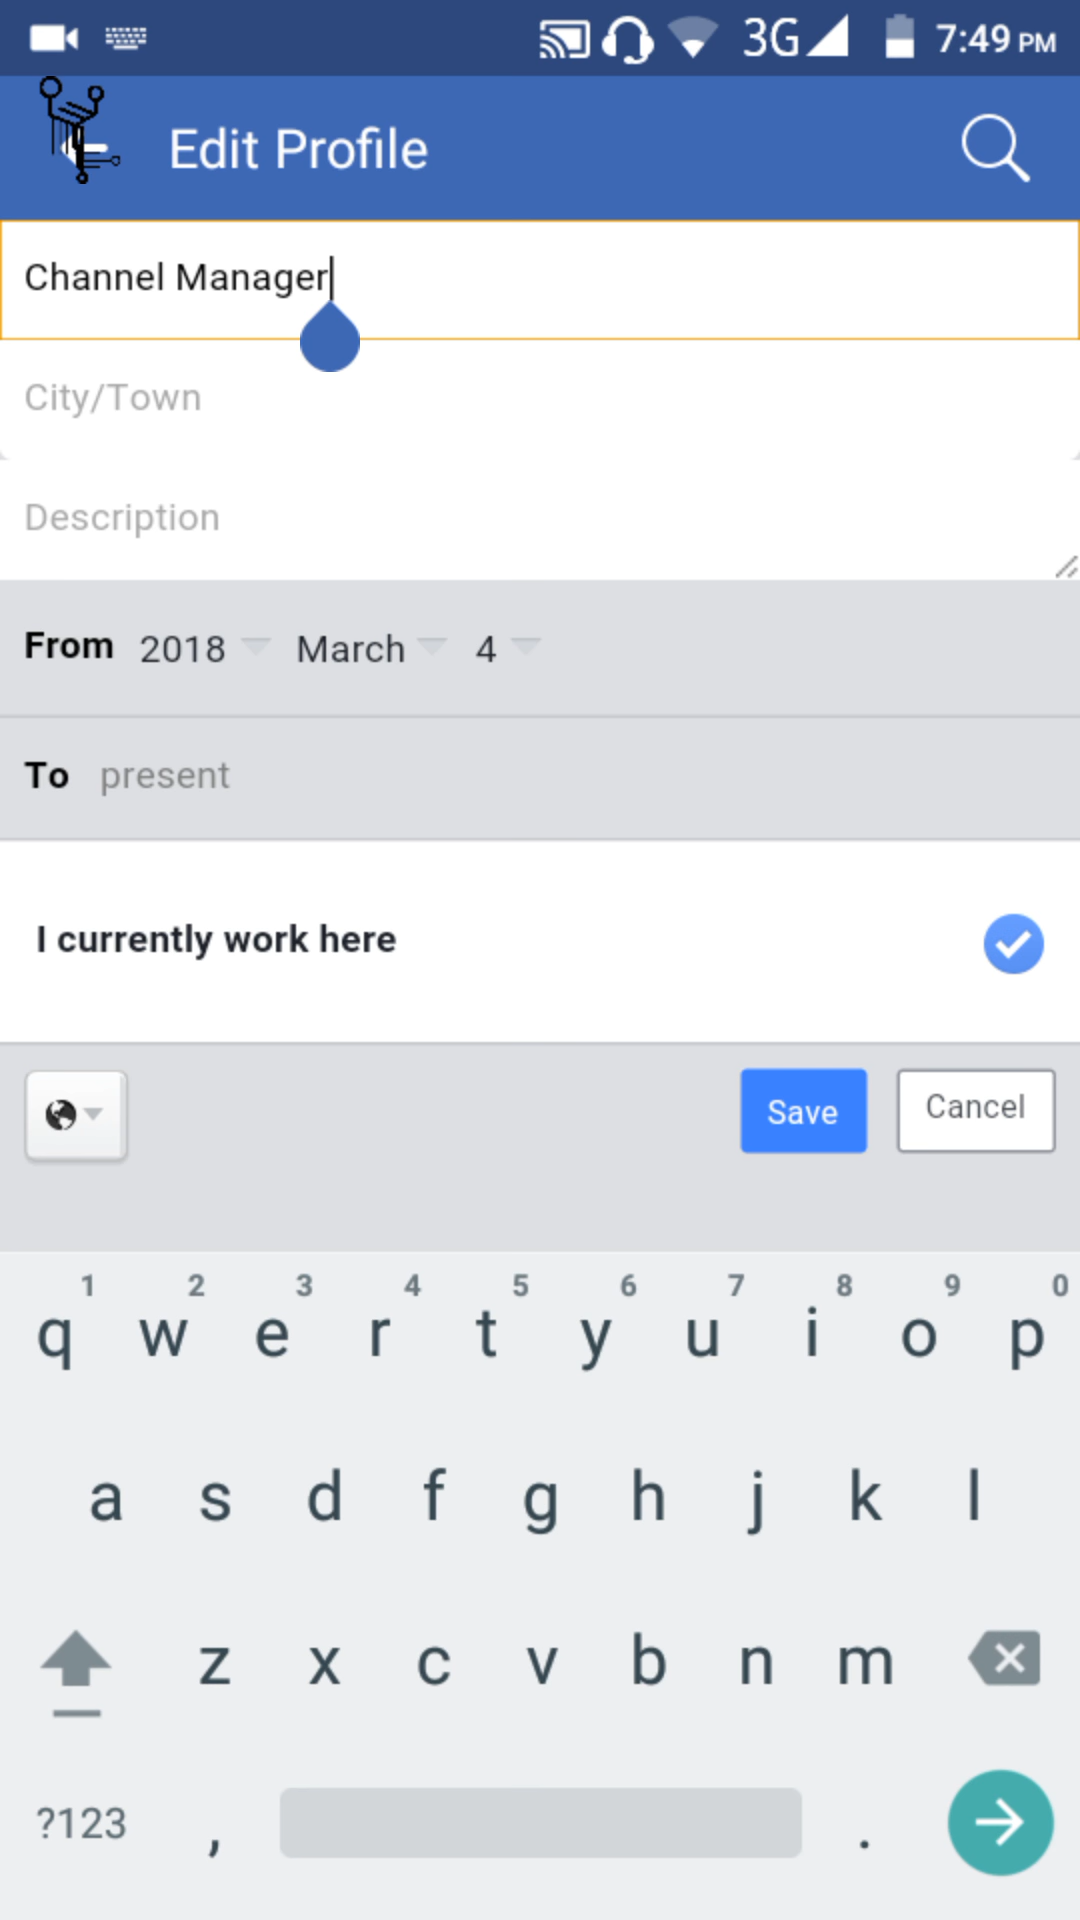 3G 7:49 PM
Edit Profile
Channel Manager
City/Town
Description
From 2018 March 4
To present
I currently work here
Save Cancel
1 2 3 4 5 6 7 8 9 0
q w e r t y u i o p
a s d f g h j k l
z x c v b n m
?123 , .